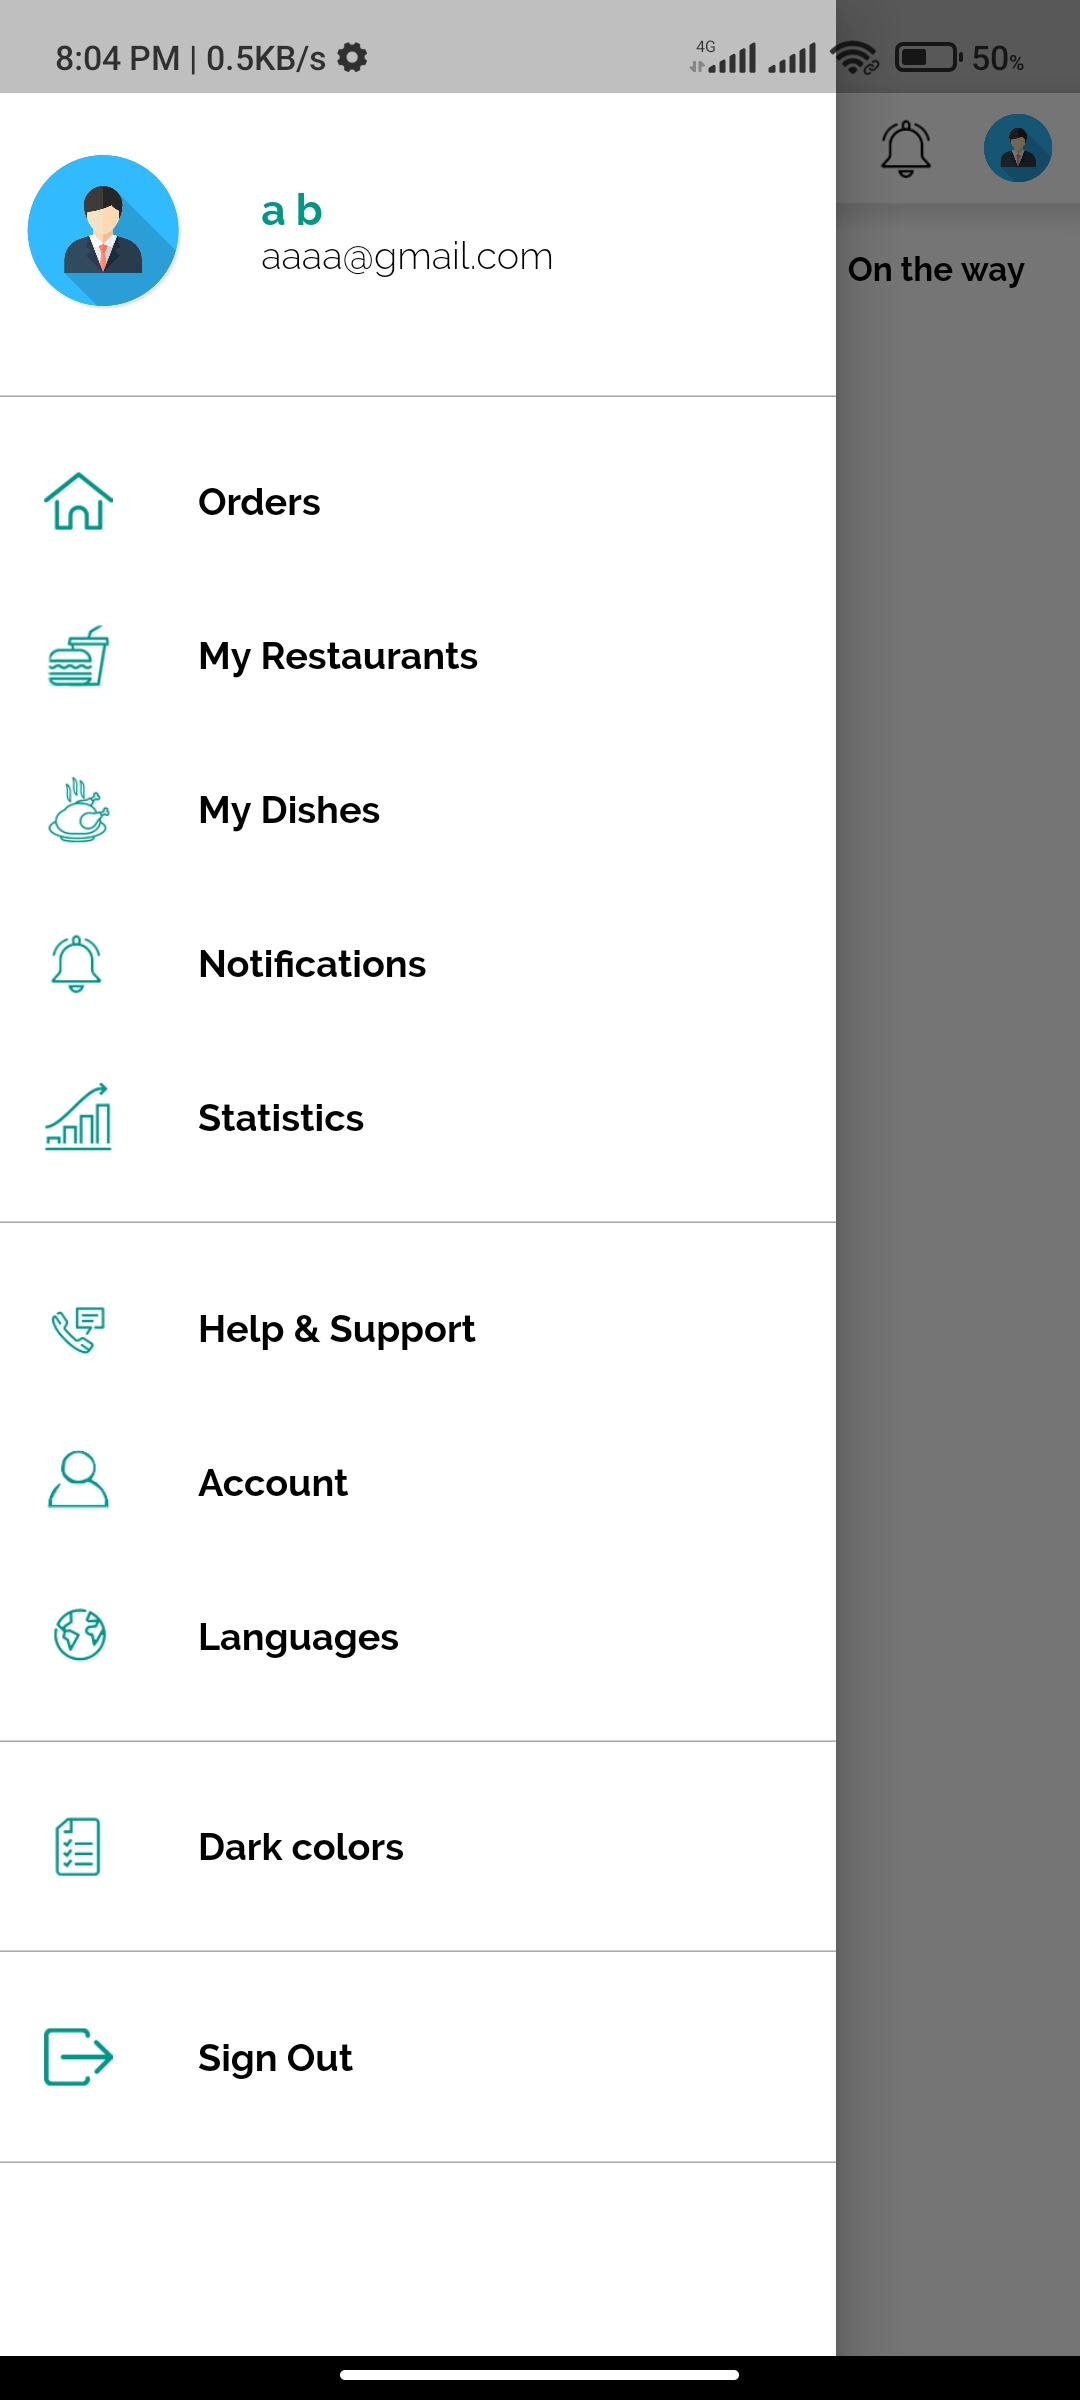 8:04 PM | 0.5KB/s
4G
50%
a b
aaaa@gmail.com
On the way
Orders
My Restaurants
My Dishes
Notifications
Statistics
Help & Support
Account
Languages
Dark colors
Sign Out